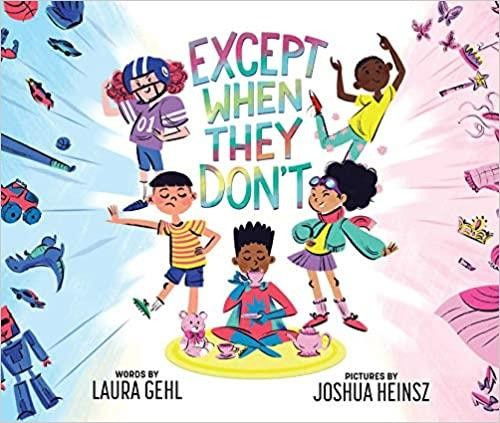 EXCEPT
WHEN
THEY
DON'T
01
WORDS BY
LAURA GEHL
PICTURES BY
JOSHUA HEINSZ